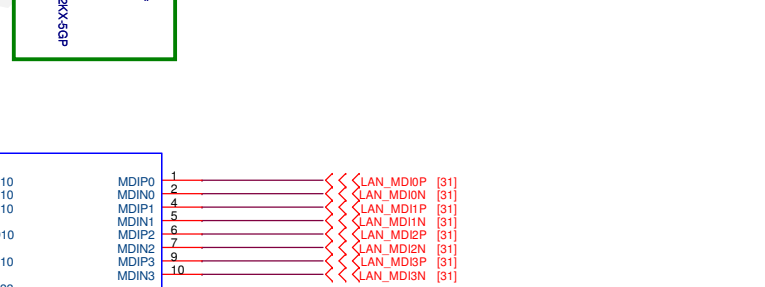 2KX-5GP
10 MDIP0 1 LAN_MDI0P [31]
10 MDIN0 2 LAN_MDI0N [31]
10 MDIP1 4 LAN_MDI1P [31]
MDIN1 5 LAN_MDI1N [31]
10 MDIP2 6 LAN_MDI2P [31]
MDIN2 7 LAN_MDI2N [31]
10 MDIP3 9 LAN_MDI3P [31]
MDIN3 10 LAN_MDI3N [31]